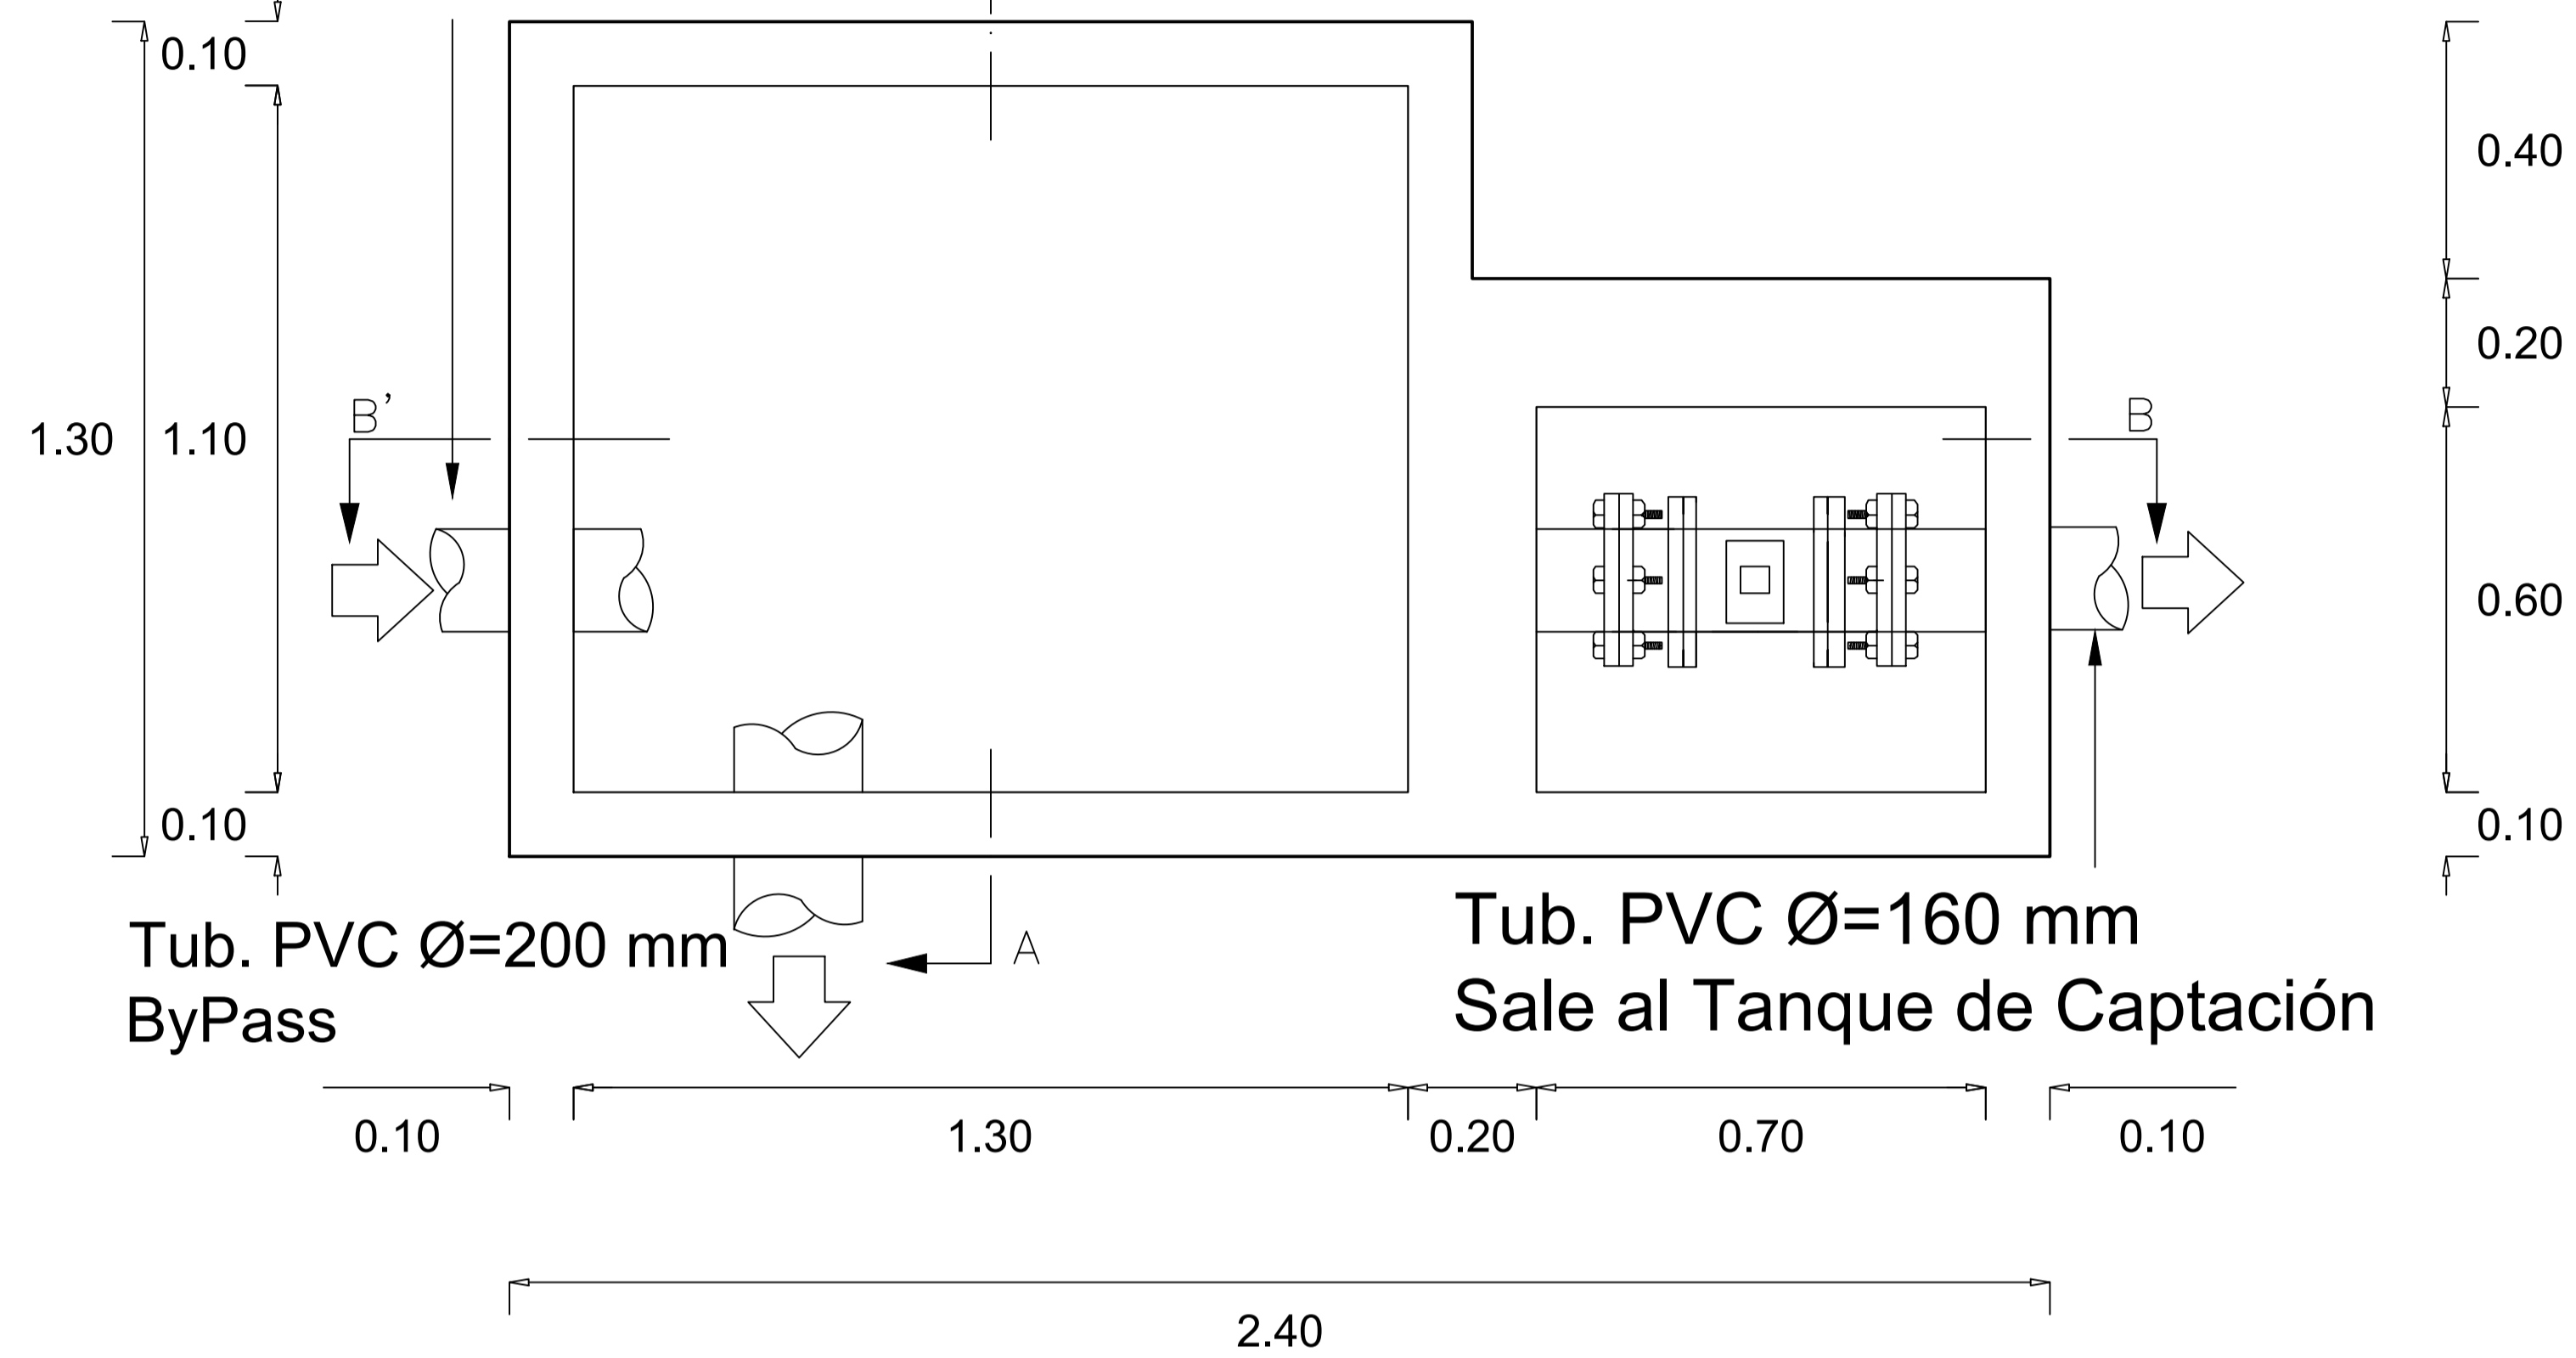 0.10
0.40
0.20
B’
B
1.30
1.10
0.60
0.10
0.10
Tub. PVC Ø=200 mm
ByPass
A
Tub. PVC Ø=160 mm
Sale al Tanque de Captación
0.10
1.30
0.20
0.70
0.10
2.40